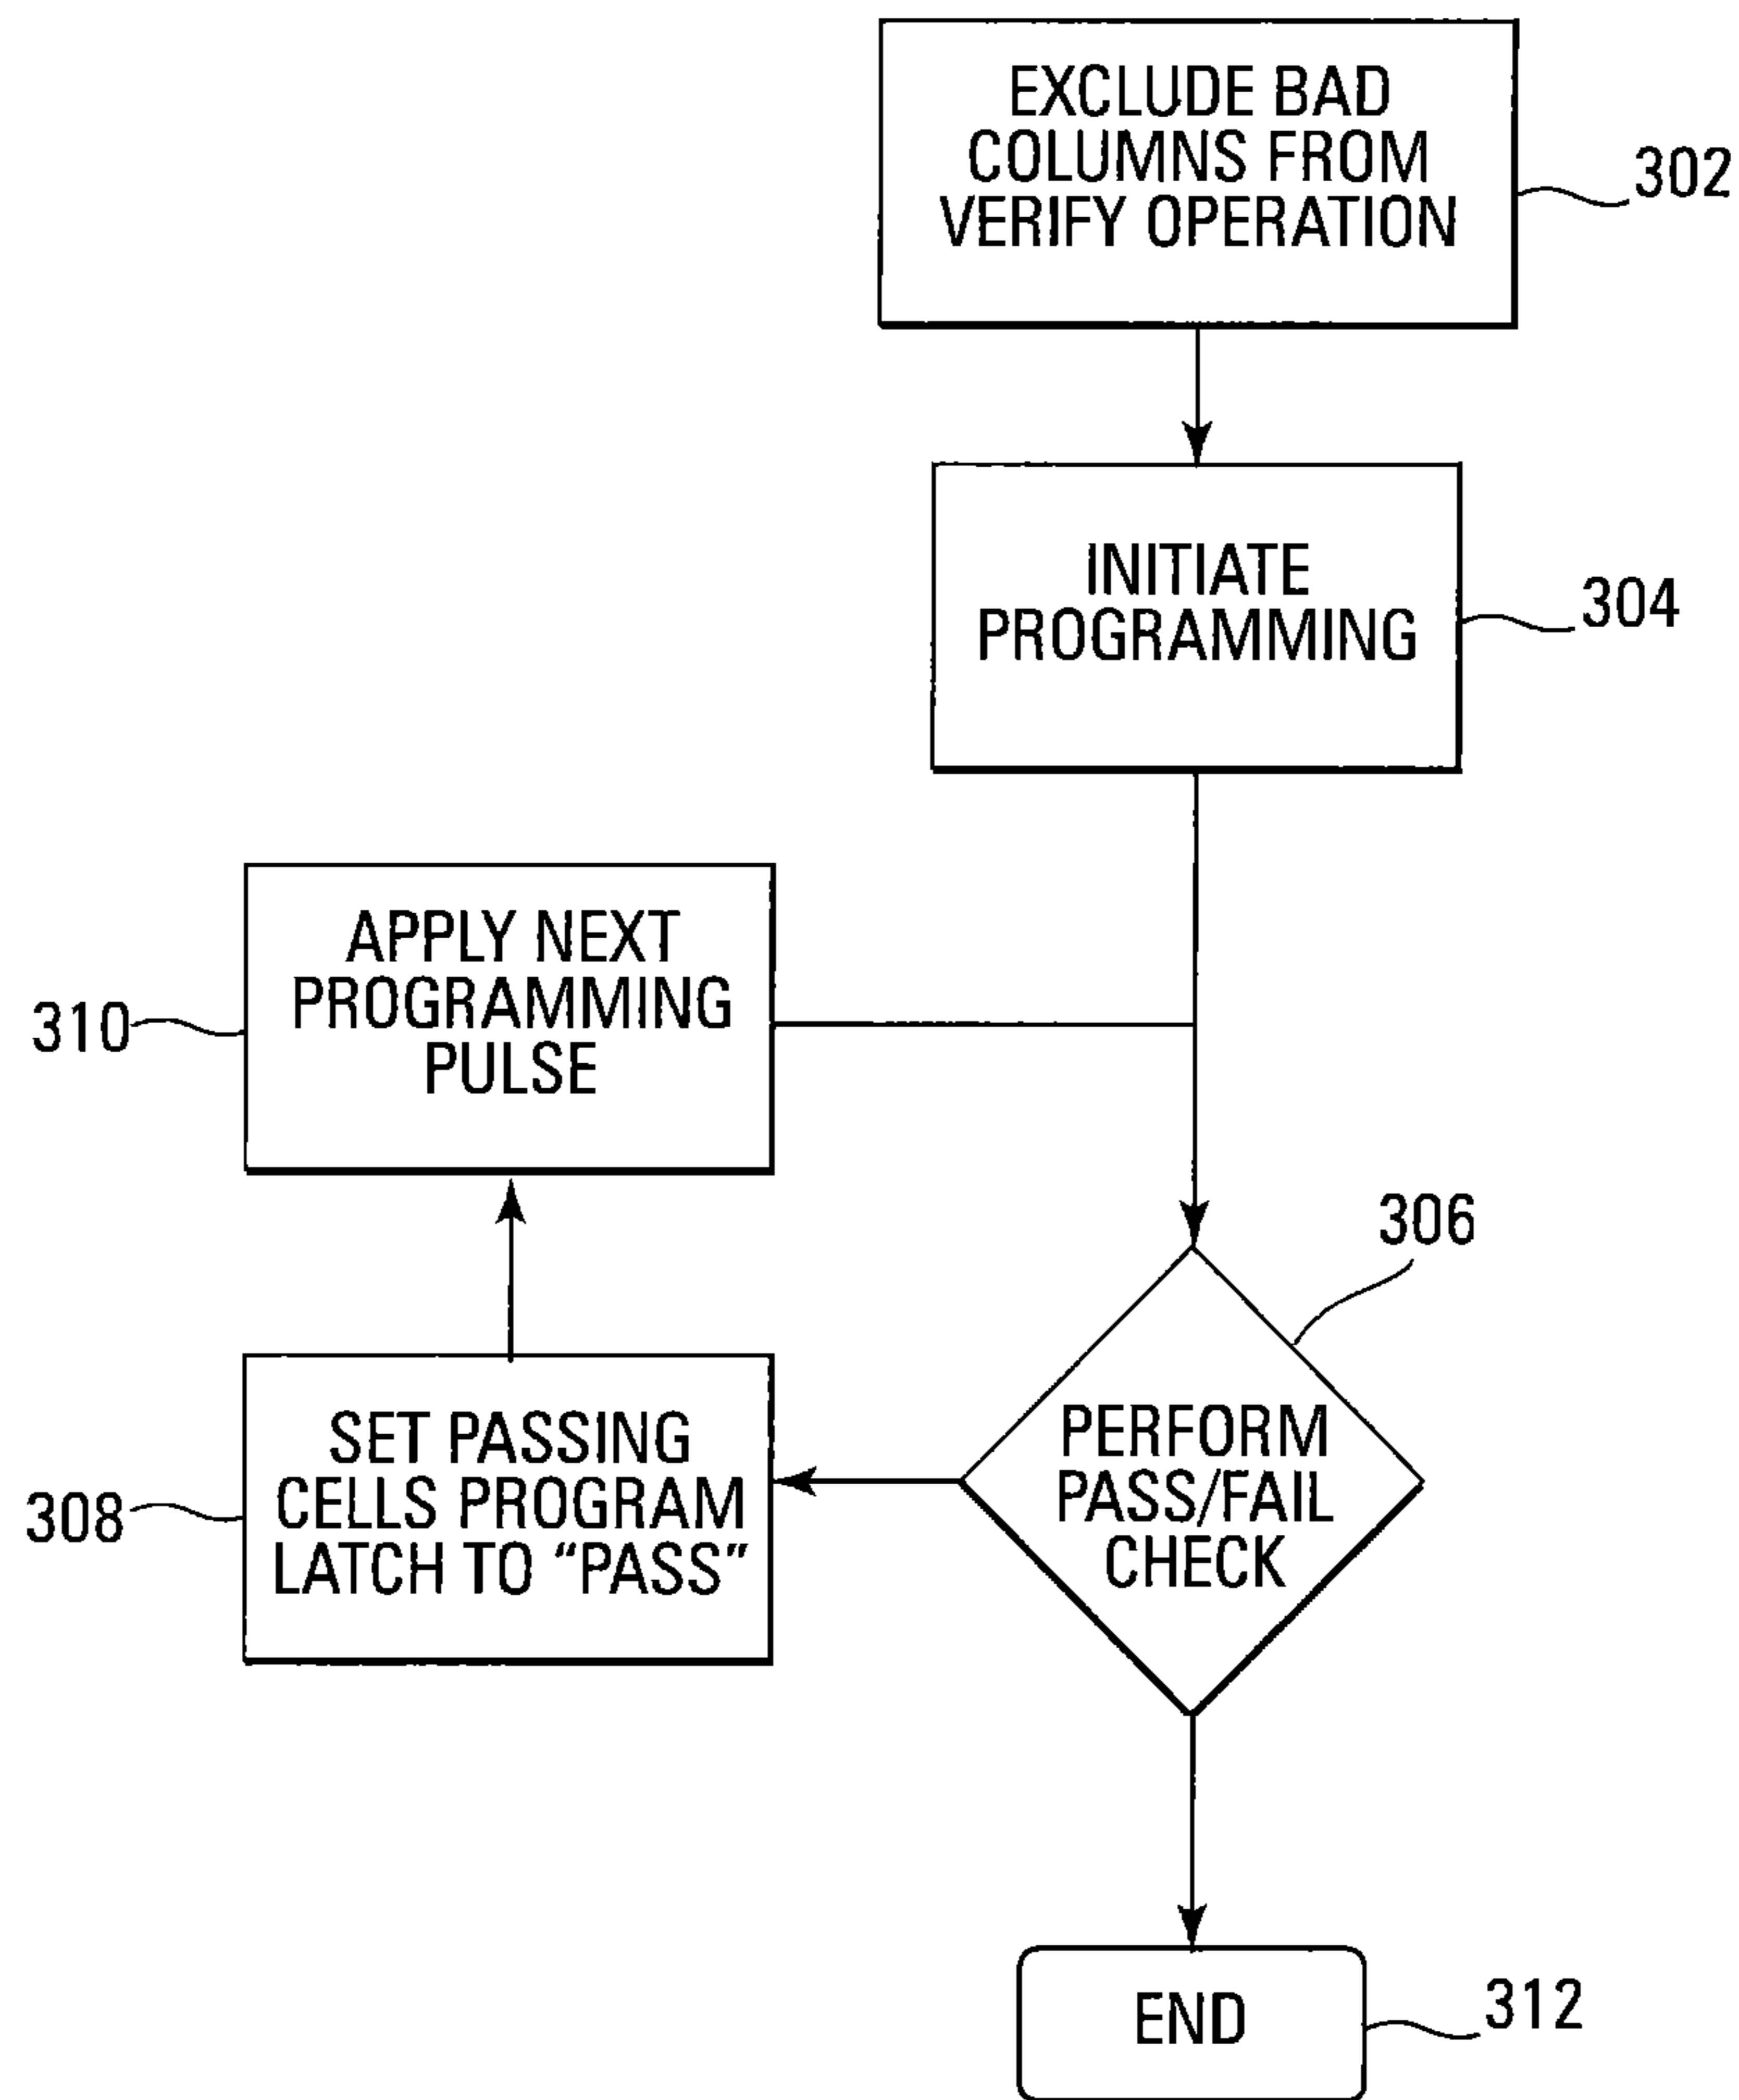 EXCLUDE BAD
COLUMNS FROM
VERIFY OPERATION
302
INITIATE
PROGRAMMING
304
APPLY NEXT
PROGRAMMING
PULSE
310
306
PERFORM
PASS/FAIL
CHECK
SET PASSING
CELLS PROGRAM
LATCH TO “PASS”
308
END
312